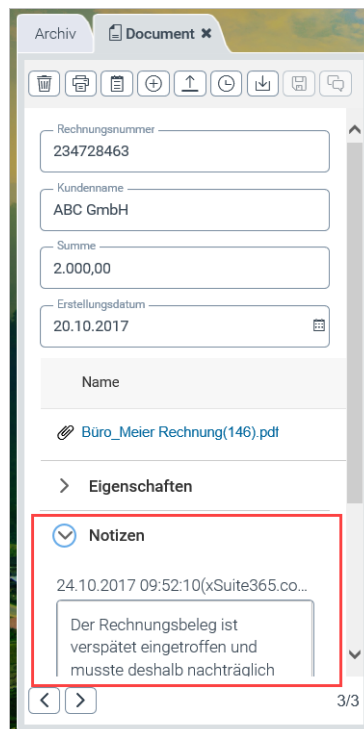 Archiv
Document
Rechnungsnummer
234728463
Kundenname
ABC GmbH
Summe
2.000,00
Erstellungsdatum
20.10.2017
Name
Büro_Meier Rechnung(146).pdf
Eigenschaften
Notizen
24.10.2017 09:52:10(xSuite365.co...
Der Rechnungsbeleg ist
verspätet eingetroffen und
musste deshalb nachträglich
3/3